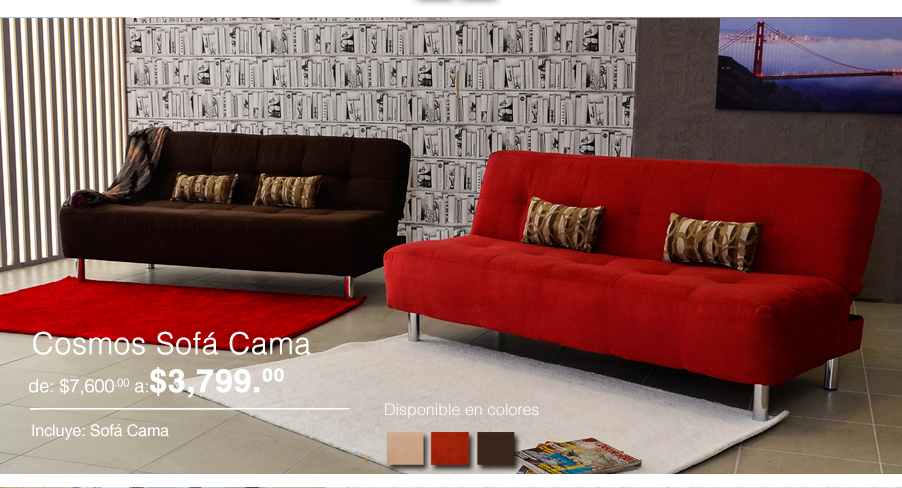 Cosmos Sofá Cama
de: $7,600.00 a:$3,799.00
Incluye: Sofá Cama
Disponible en colores